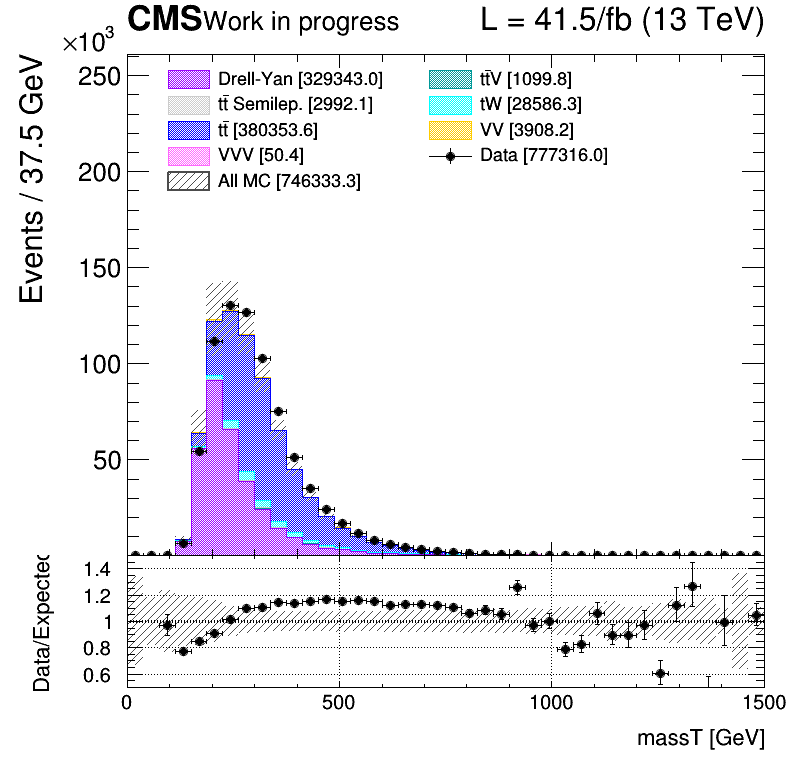 CMS Work in progress L = 41.5/fb (13 TeV)
×10³
Events / 37.5 GeV
250
200
150
100
50
Drell-Yan [329343.0]
tt̄ Semilep. [2992.1]
tt̄ [380353.6]
VVV [50.4]
All MC [746333.3]
tt̄V [1099.8]
tW [28586.3]
VV [3908.2]
Data [777316.0]
Data/Expected
1.4
1.2
1
0.8
0.6
0 500 1000 1500
massT [GeV]